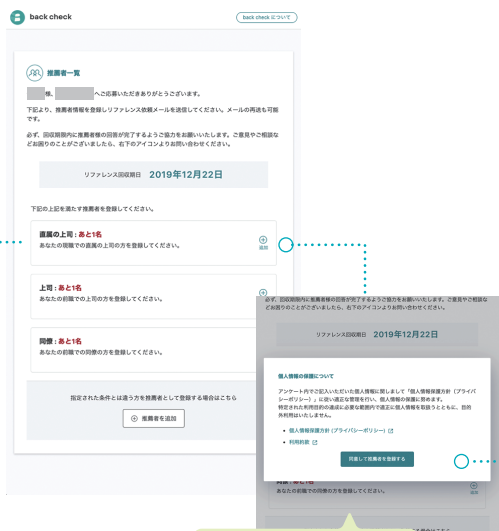 back check
back check について
推薦者一覧
様、 へご応募いただきありがとうございます。
下記より、推薦者情報を登録しリファレンス依頼メールを送信してください。メールの再送も可能
です。
必ず、回収期限内に推薦者様の回答が完了するようご協力をお願いいたします。ご意見やご相談な
どお困りのことがございましたら、右下のアイコンよりお問い合わせください。
リファレンス回収期日 2019年12月22日
下記の上記を満たす推薦者を登録してください。
直属の上司 : あと1名
あなたの現職での直属の上司の方を登録してください。
追加
上司 : あと1名
あなたの前職での上司の方を登録してください。
同僚 : あと1名
あなたの前職での同僚の方を登録してください。
指定された条件とは違う方を推薦者として登録する場合はこちら
推薦者を追加
必ず、回収期限内に推薦者様の回答が完了するようご協力をお願いいたします。ご意見やご相談な
どお困りのことがございましたら、右下のアイコンよりお問い合わせください。
リファレンス回収期日 2019年12月22日
個人情報の保護について
アンケート内でご記入いただいた個人情報に関しまして「個人情報保護方針(プライバ
シーポリシー)」に従い適正な管理を行い、個人情報の保護に努めます。
特定された利用目的の達成に必要な範囲内で適正に個人情報を取扱うとともに、目的
外利用はいたしません。
• 個人情報保護方針 (プライバシーポリシー)
• 利用約款
同意して推薦者を登録する
同僚 : あと1名
あなたの前職での同僚の方を登録してください。
追加